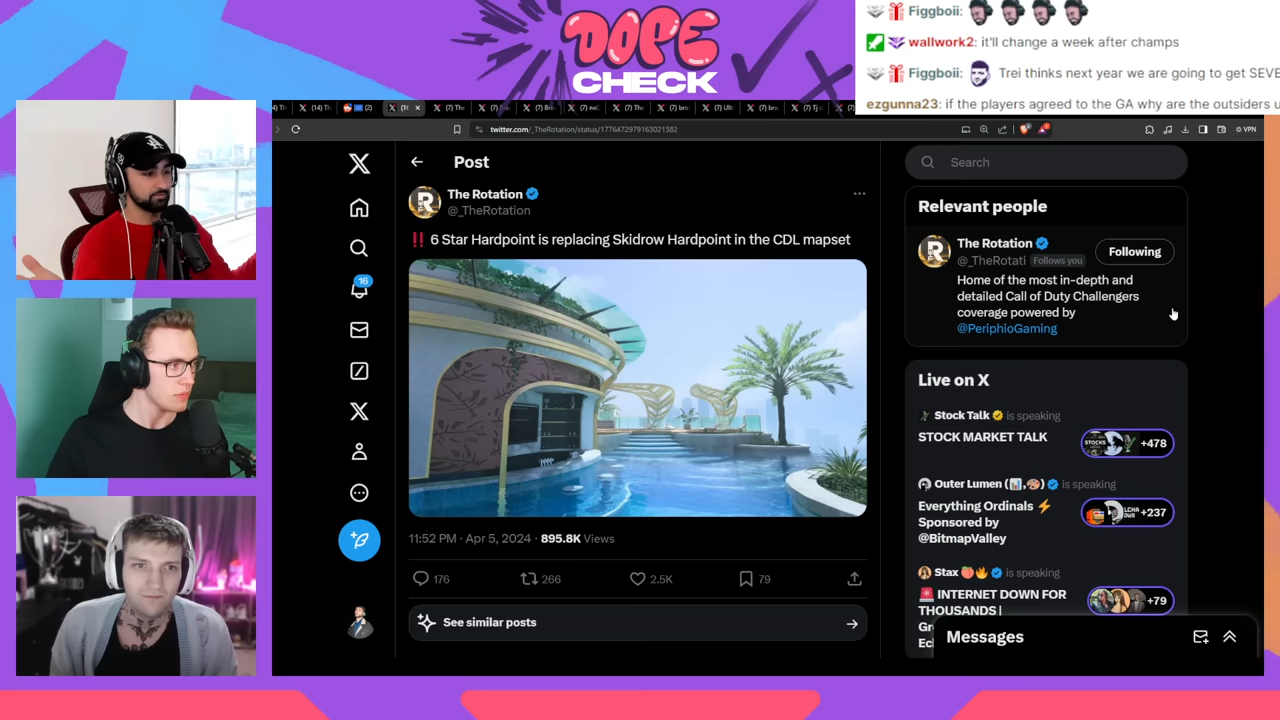 DOPE
CHECK
Figgboii:
wallwork2: it'll change a week after champs
Figgboii: Trei thinks next year we are going to get SEVE
ezgunna23: if the players agreed to the GA why are the outsiders u
twitter.com/_TheRotation/status/1776472979163021382
VPN
Post
The Rotation
@_TheRotation
‼️ 6 Star Hardpoint is replacing Skidrow Hardpoint in the CDL mapset
11:52 PM · Apr 5, 2024 · 895.8K Views
176
266
2.5K
79
See similar posts
16
Search
Relevant people
The Rotation
@_TheRotati Follows you
Following
Home of the most in-depth and
detailed Call of Duty Challengers
coverage powered by
@PeriphioGaming
Live on X
Stock Talk is speaking
STOCK MARKET TALK
+478
Outer Lumen is speaking
Everything Ordinals ⚡
Sponsored by
@BitmapValley
+237
Stax 🍑🔥 is speaking
🚨 INTERNET DOWN FOR
THOUSANDS |
+79
Messages